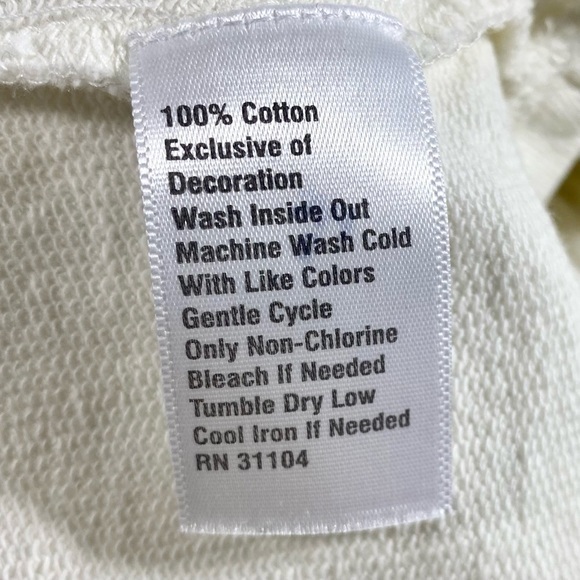 100% Cotton
Exclusive of
Decoration
Wash Inside Out
Machine Wash Cold
With Like Colors
Gentle Cycle
Only Non-Chlorine
Bleach If Needed
Tumble Dry Low
Cool Iron If Needed
RN 31104